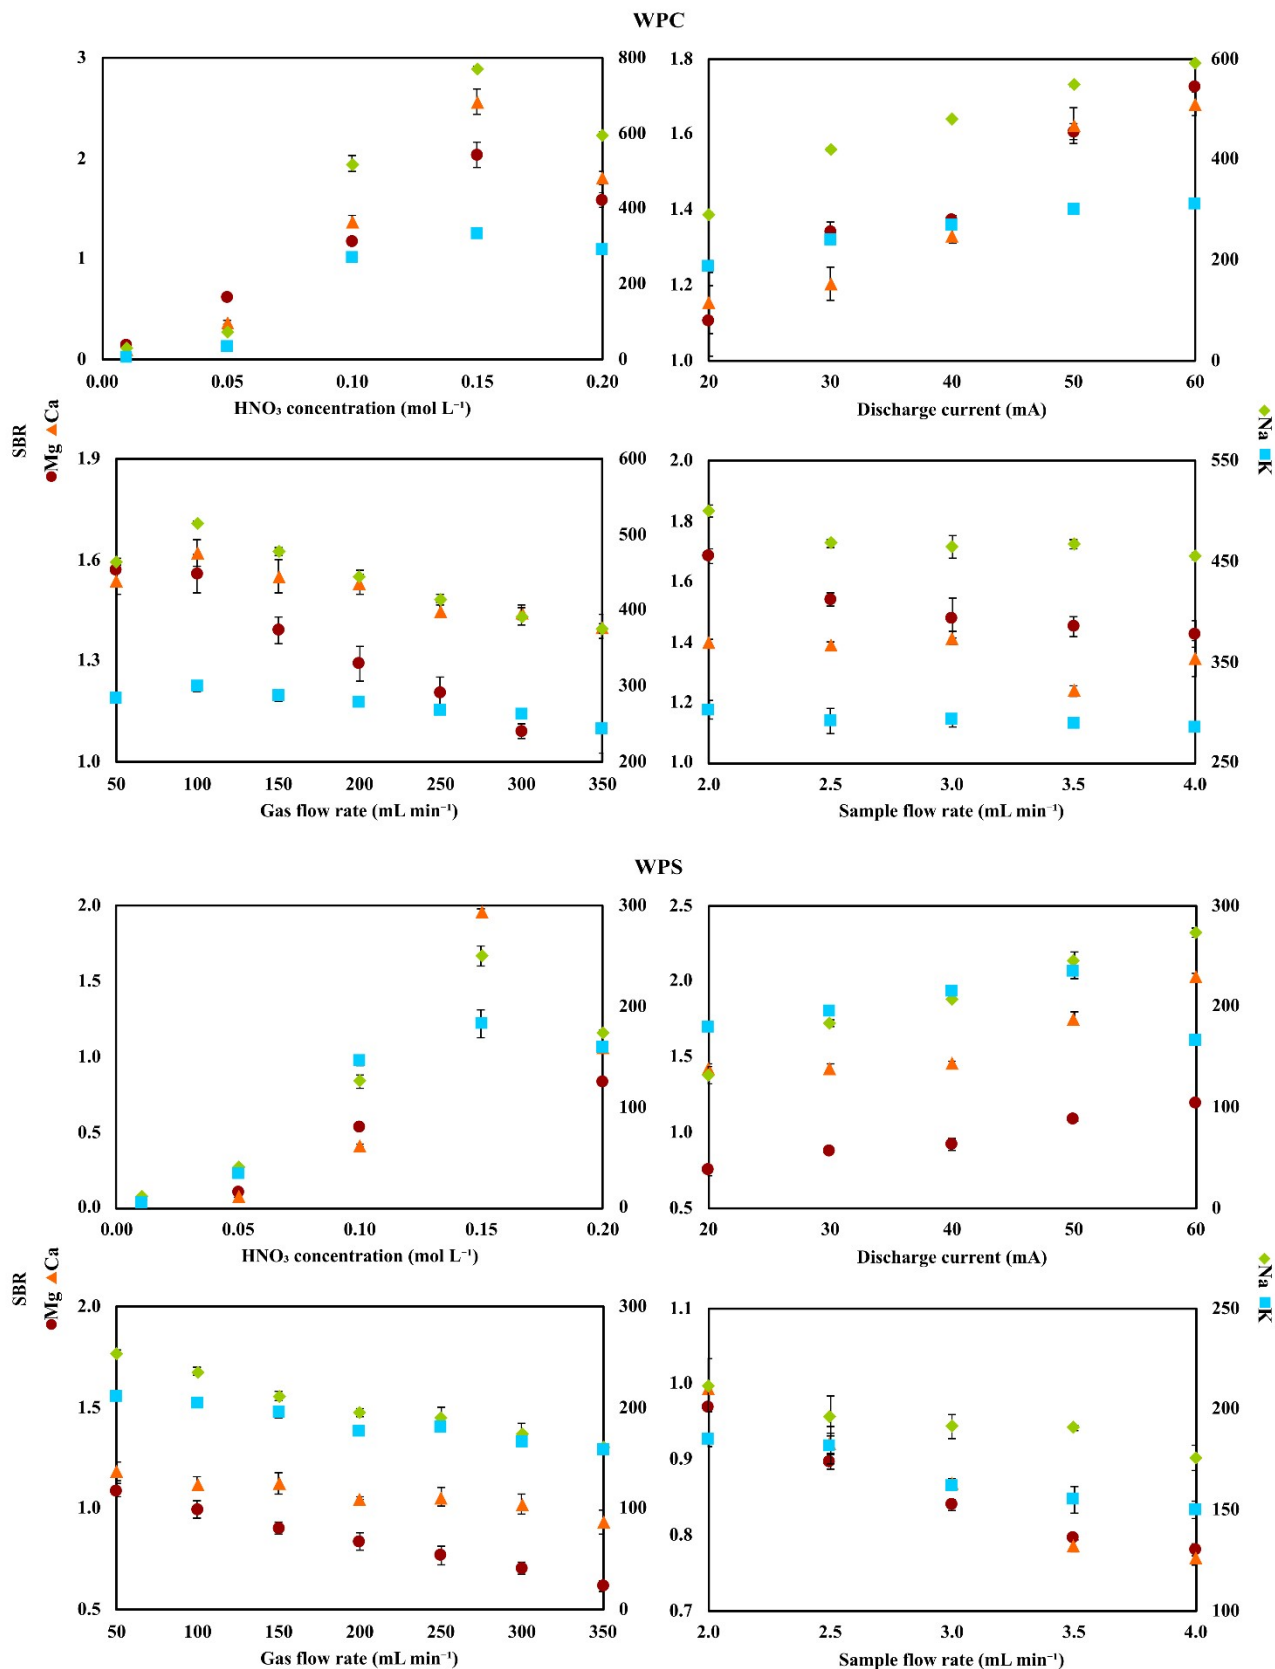 WPC
3
2
1
0
800
600
400
200
0
0.00 0.05 0.10 0.15 0.20
HNO₃ concentration (mol L⁻¹)
1.8
1.6
1.4
1.2
1.0
600
400
200
0
20 30 40 50 60
Discharge current (mA)
SBR
Mg Ca
Na
K
1.9
1.6
1.3
1.0
600
500
400
300
200
50 100 150 200 250 300 350
Gas flow rate (mL min⁻¹)
2.0
1.8
1.6
1.4
1.2
1.0
550
450
350
250
2.0 2.5 3.0 3.5 4.0
Sample flow rate (mL min⁻¹)
WPS
2.0
1.5
1.0
0.5
0.0
300
200
100
0
0.00 0.05 0.10 0.15 0.20
HNO₃ concentration (mol L⁻¹)
2.5
2.0
1.5
1.0
0.5
300
200
100
0
20 30 40 50 60
Discharge current (mA)
SBR
Mg Ca
Na
K
2.0
1.5
1.0
0.5
300
200
100
0
50 100 150 200 250 300 350
Gas flow rate (mL min⁻¹)
1.1
1.0
0.9
0.8
0.7
250
200
150
100
2.0 2.5 3.0 3.5 4.0
Sample flow rate (mL min⁻¹)